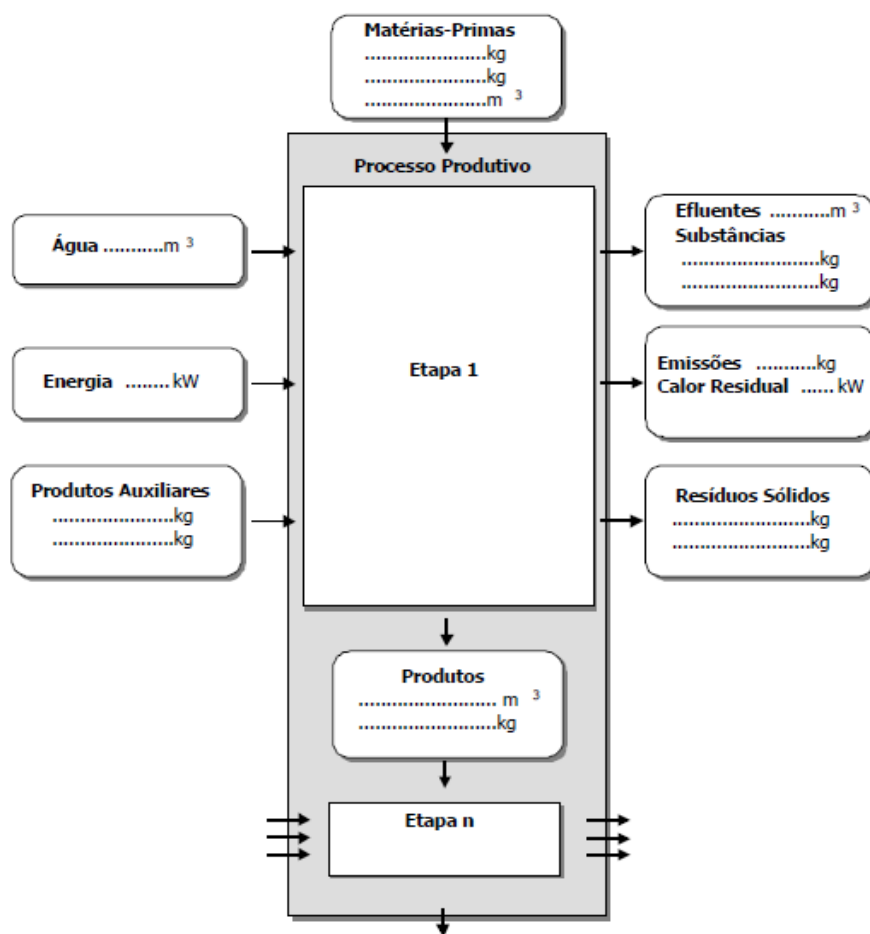 Matérias-Primas
......................kg
......................kg
......................m 3
Processo Produtivo
Água ...........m 3
Efluentes ...........m 3
Substâncias
.........................kg
.........................kg
Energia ........ kW
Etapa 1
Emissões ...........kg
Calor Residual ...... kW
Produtos Auxiliares
......................kg
......................kg
Resíduos Sólidos
.........................kg
.........................kg
Produtos
......................... m 3
.........................kg
Etapa n